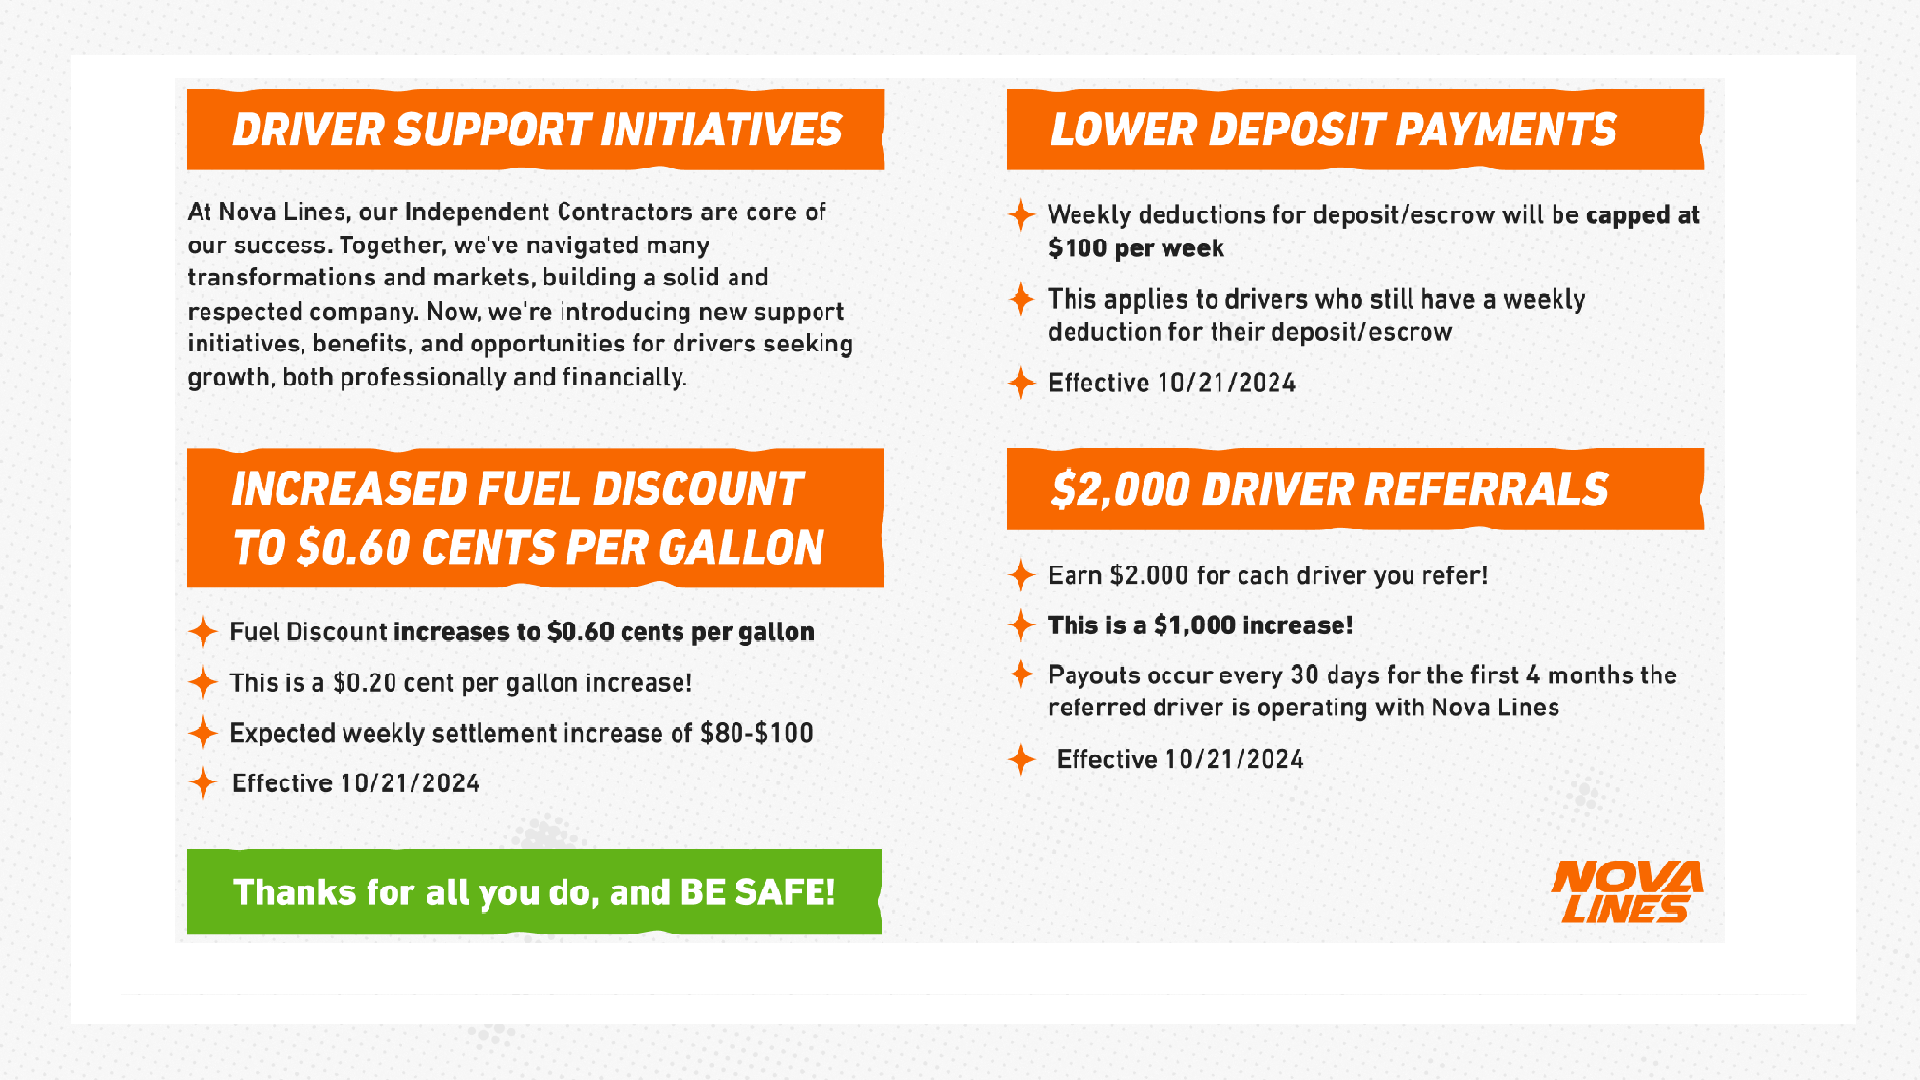 DRIVER SUPPORT INITIATIVES
At Nova Lines, our Independent Contractors are core of
our success. Together, we've navigated many
transformations and markets, building a solid and
respected company. Now, we're introducing new support
initiatives, benefits, and opportunities for drivers seeking
growth, both professionally and financially.
INCREASED FUEL DISCOUNT
TO $0.60 CENTS PER GALLON
Fuel Discount increases to $0.60 cents per gallon
This is a $0.20 cent per gallon increase!
Expected weekly settlement increase of $80-$100
Effective 10/21/2024
Thanks for all you do, and BE SAFE!
LOWER DEPOSIT PAYMENTS
Weekly deductions for deposit/escrow will be capped at
$100 per week
This applies to drivers who still have a weekly
deduction for their deposit/escrow
Effective 10/21/2024
$2,000 DRIVER REFERRALS
Earn $2.000 for cach driver you refer!
This is a $1,000 increase!
Payouts occur every 30 days for the first 4 months the
referred driver is operating with Nova Lines
Effective 10/21/2024
NOVA
LINES